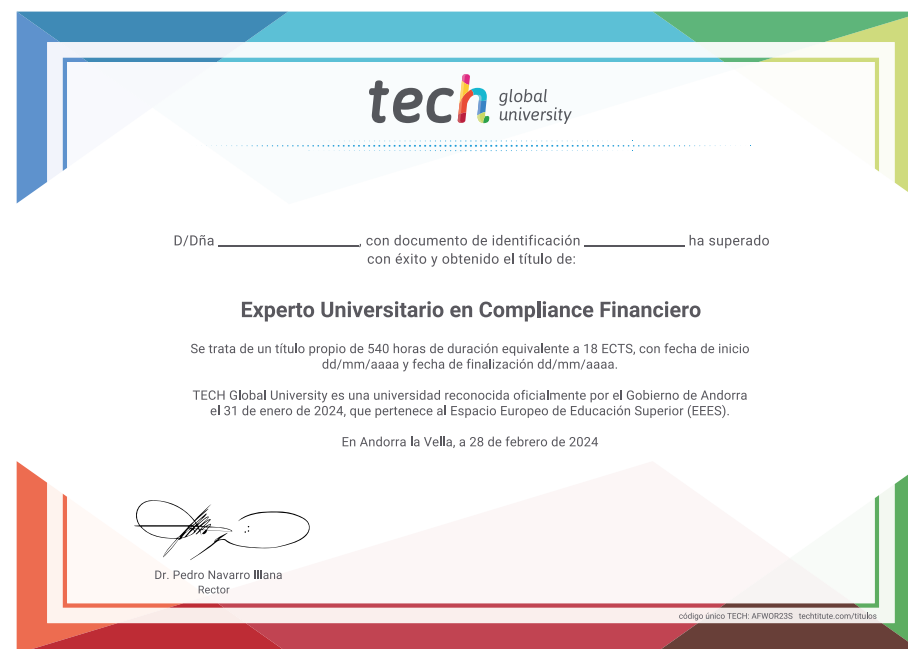 tech global university
D/Dña ____________, con documento de identificación ____________ ha superado
con éxito y obtenido el título de:
Experto Universitario en Compliance Financiero
Se trata de un título propio de 540 horas de duración equivalente a 18 ECTS, con fecha de inicio
dd/mm/aaaa y fecha de finalización dd/mm/aaaa.
TECH Global University es una universidad reconocida oficialmente por el Gobierno de Andorra
el 31 de enero de 2024, que pertenece al Espacio Europeo de Educación Superior (EEES).
En Andorra la Vella, a 28 de febrero de 2024
Dr. Pedro Navarro Illana
Rector
código único TECH: AFWOR23S techtitute.com/titulos